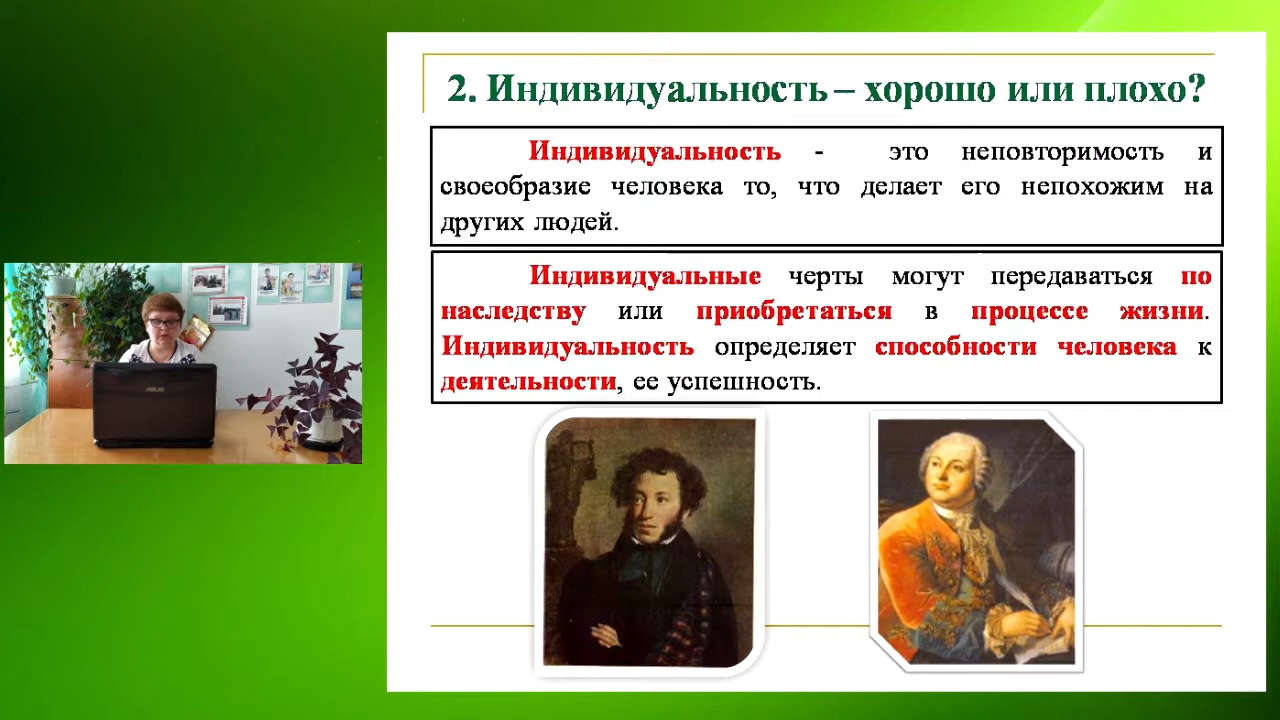 2. Индивидуальность – хорошо или плохо?
Индивидуальность - это неповторимость и
своеобразие человека то, что делает его непохожим на
других людей.
Индивидуальные черты могут передаваться по
наследству или приобретаться в процессе жизни.
Индивидуальность определяет способности человека к
деятельности, ее успешность.
ASUS